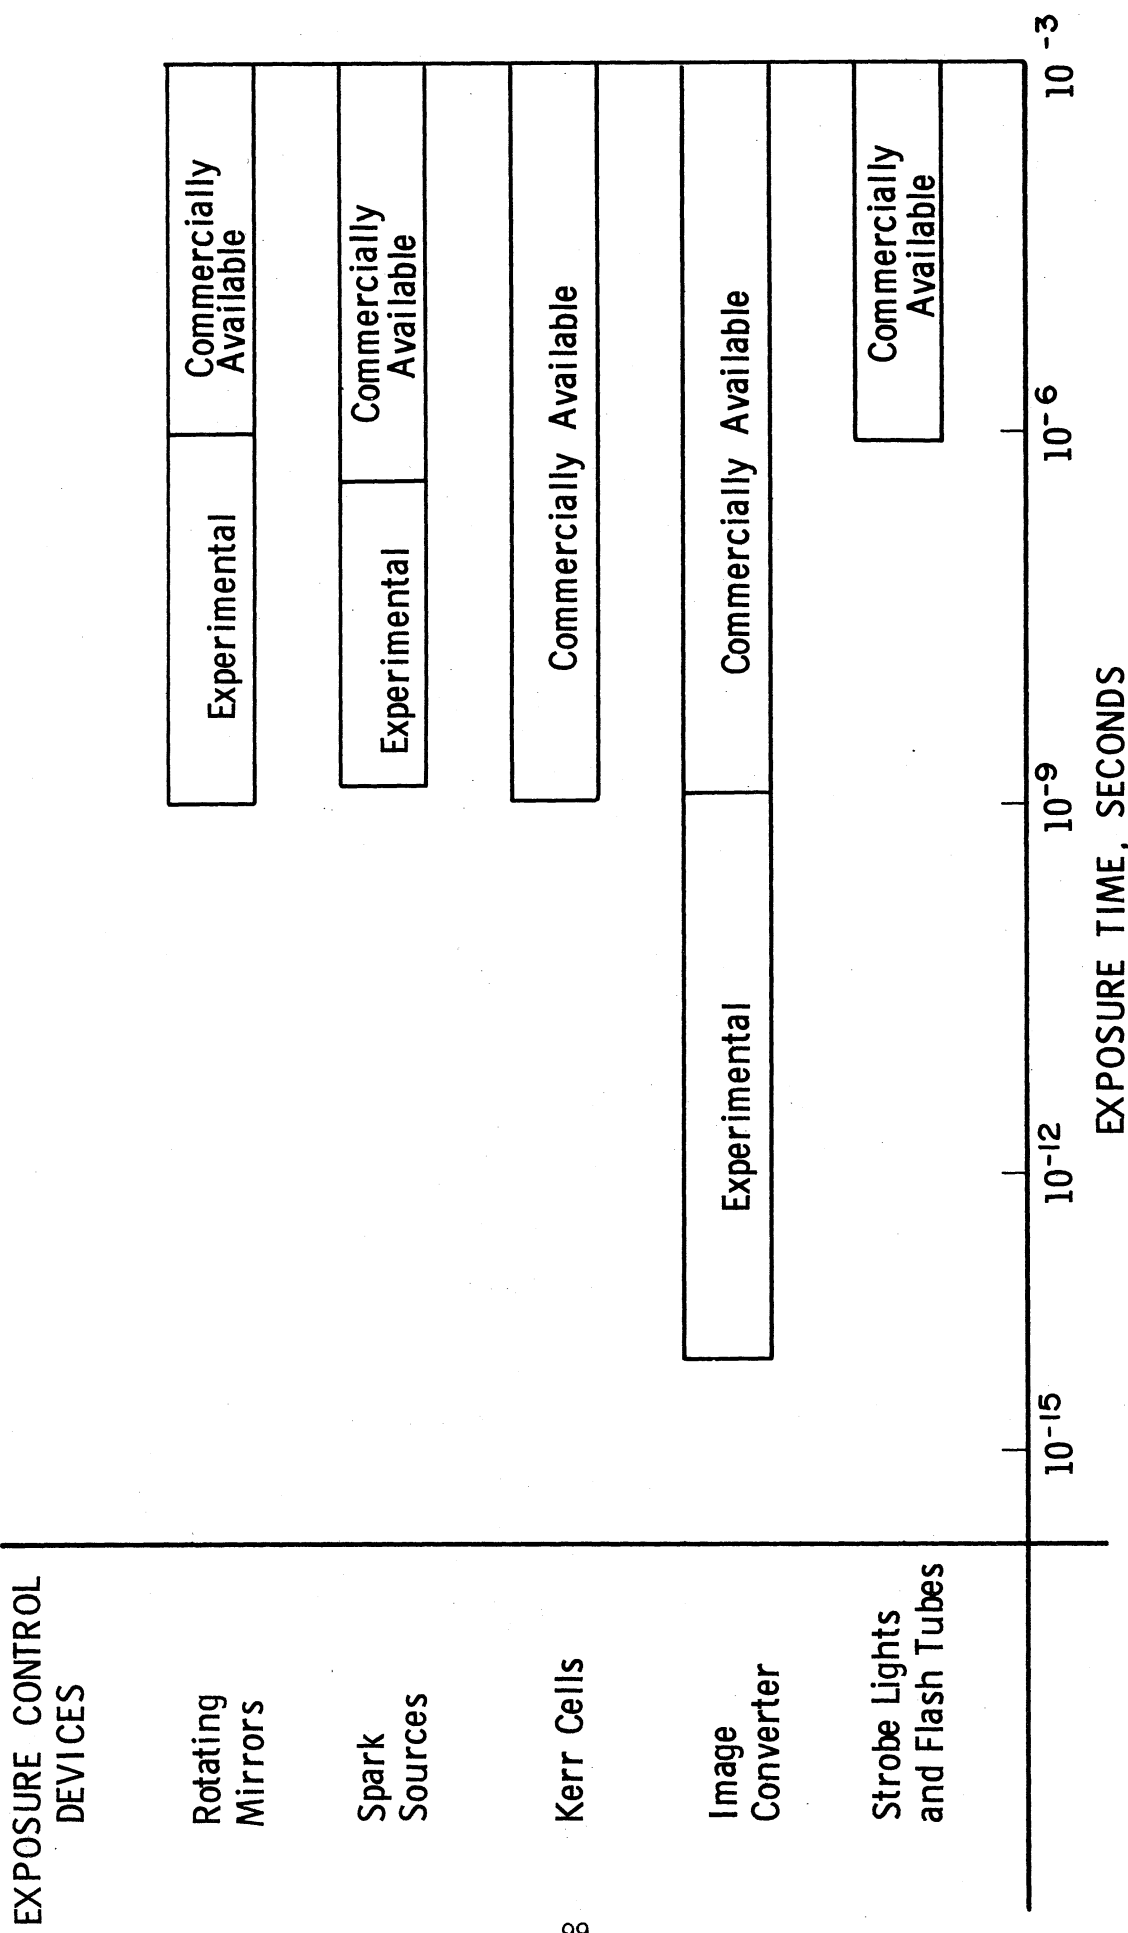 EXPOSURE CONTROL
DEVICES
Rotating
Mirrors
Experimental
Commercially
Available
Spark
Sources
Experimental
Commercially
Available
Kerr Cells
Commercially Available
Image
Converter
Experimental
Commercially Available
Strobe Lights
and Flash Tubes
Commercially
Available
10⁻¹⁵ 10⁻¹² 10⁻⁹ 10⁻⁶ 10⁻³
EXPOSURE TIME, SECONDS
8